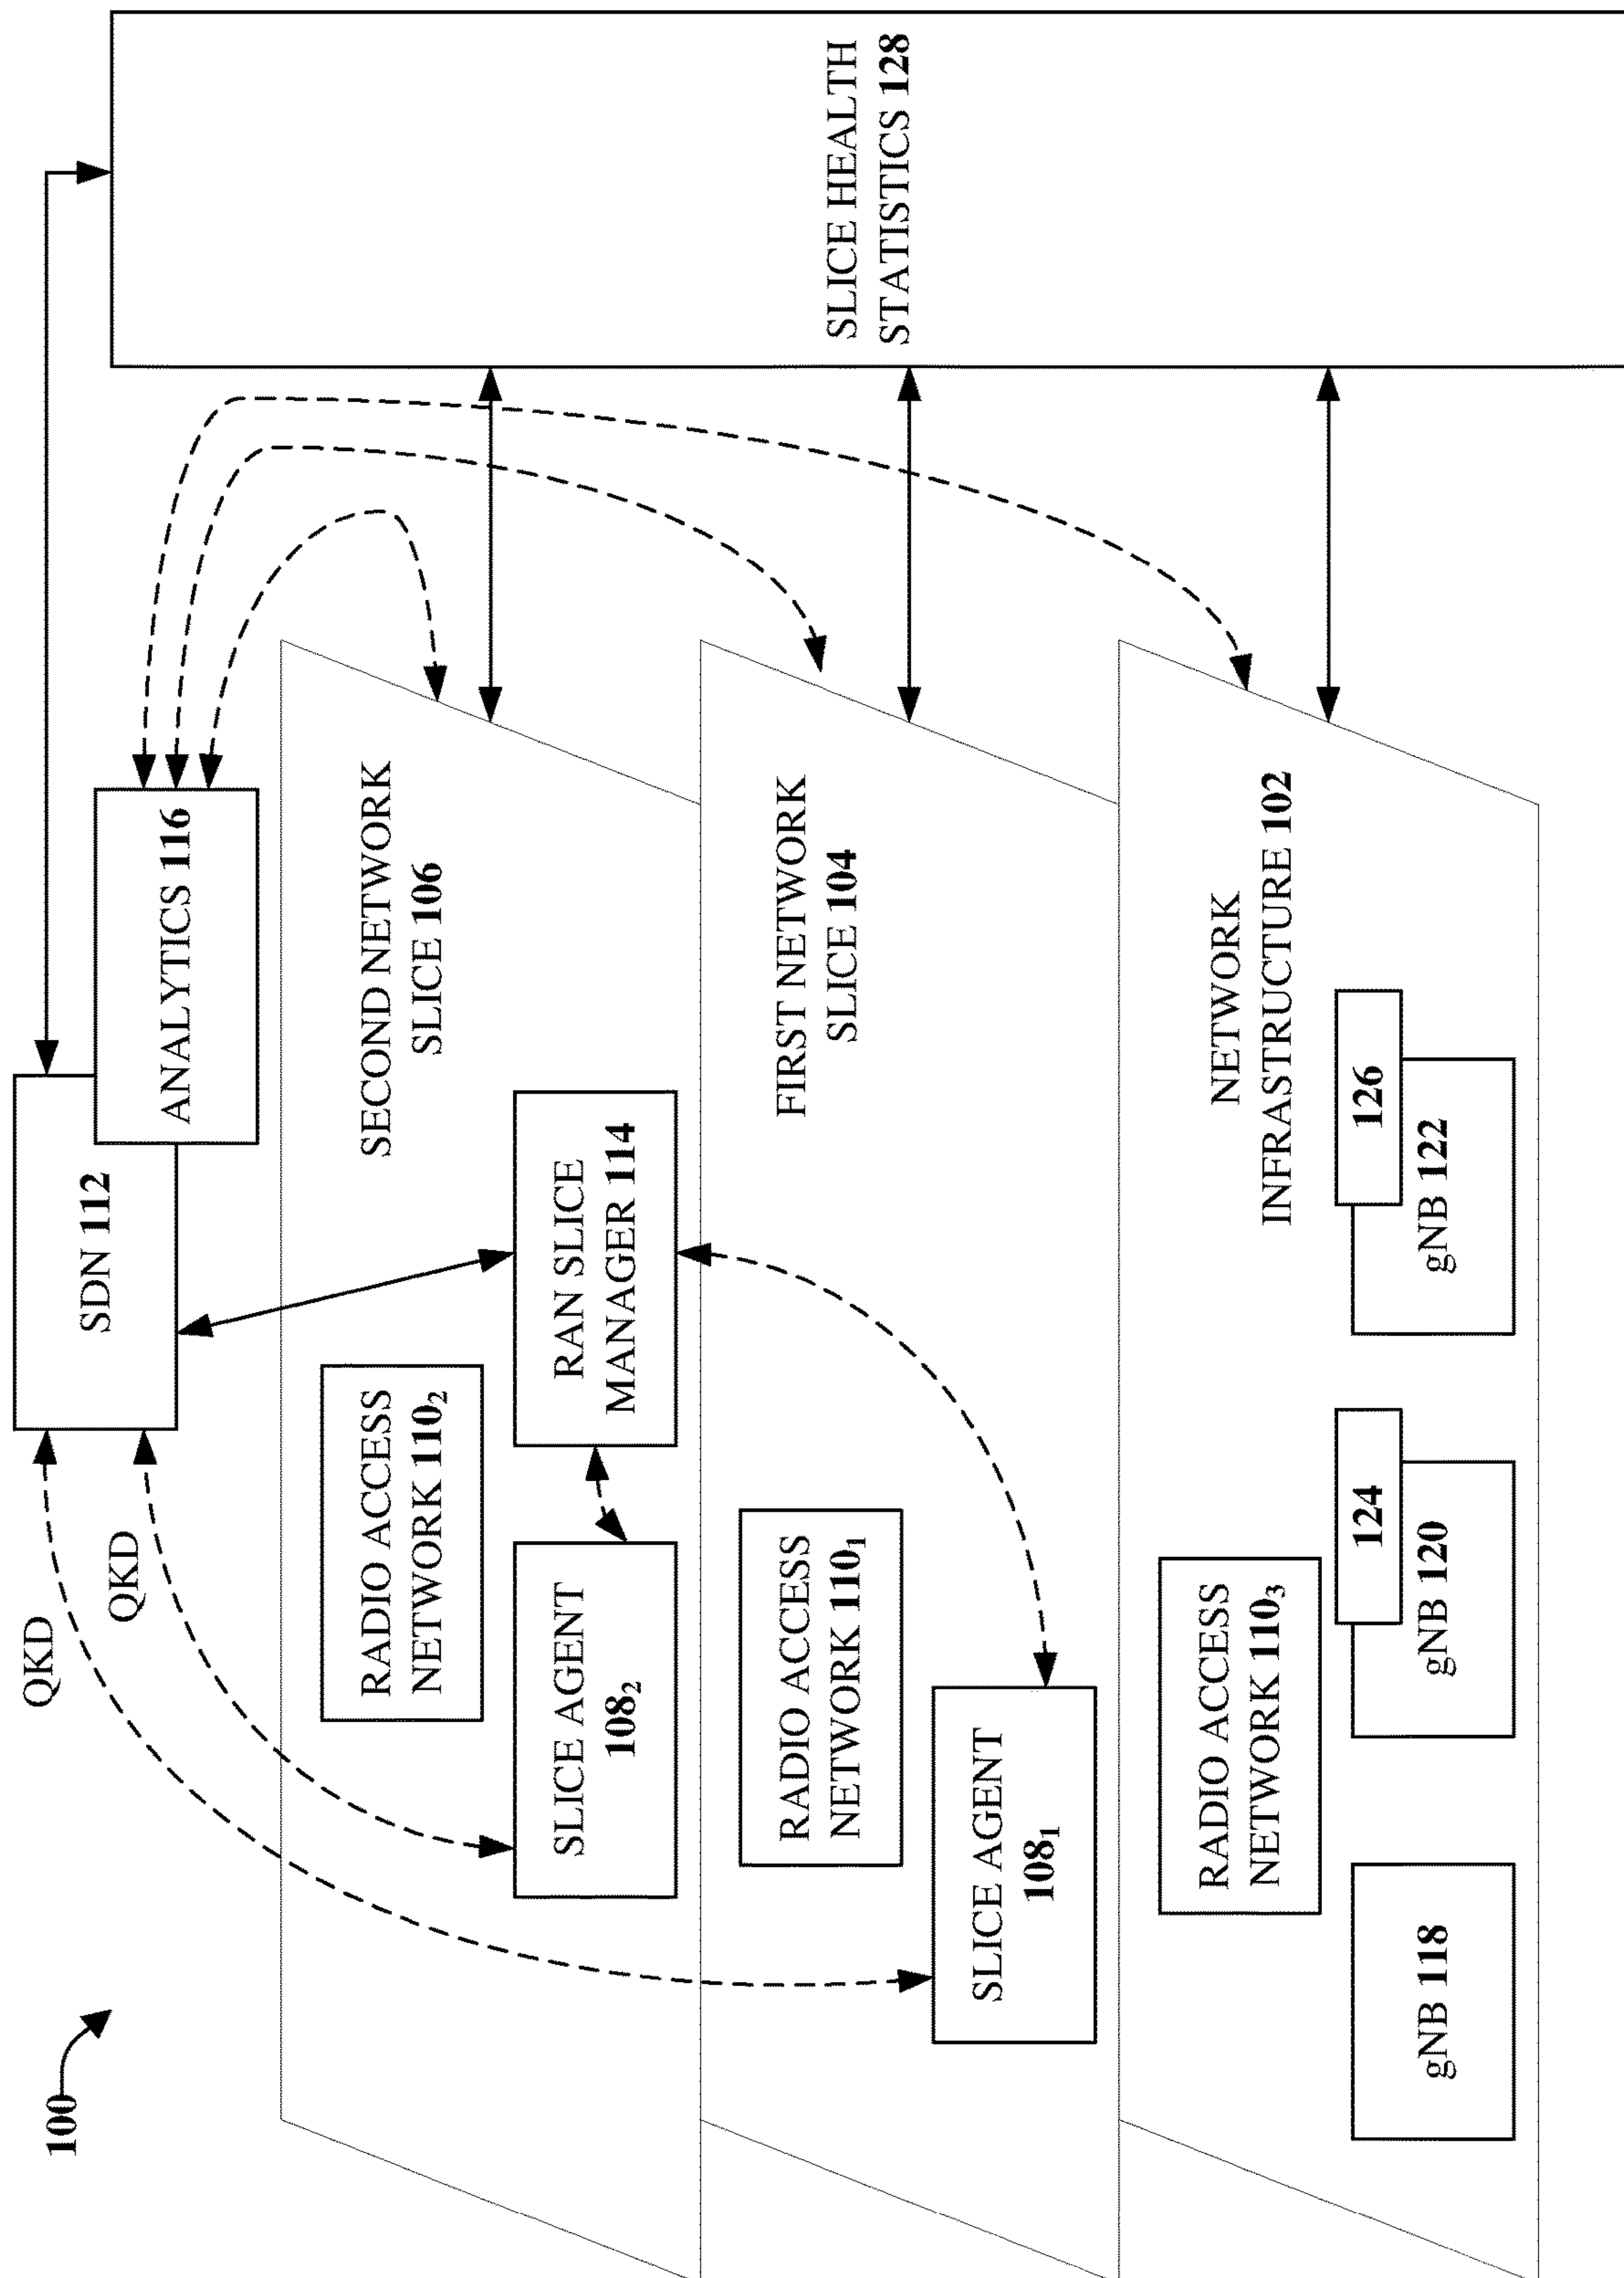 100
QKD
QKD
SDN 112
ANALYTICS 116
SLICE HEALTH
STATISTICS 128
RADIO ACCESS
NETWORK 110₂
SECOND NETWORK
SLICE 106
SLICE AGENT
108₂
RAN SLICE
MANAGER 114
RADIO ACCESS
NETWORK 110₁
FIRST NETWORK
SLICE 104
SLICE AGENT
108₁
RADIO ACCESS
NETWORK 110₃
NETWORK
INFRASTRUCTURE 102
gNB 118
124
gNB 120
126
gNB 122